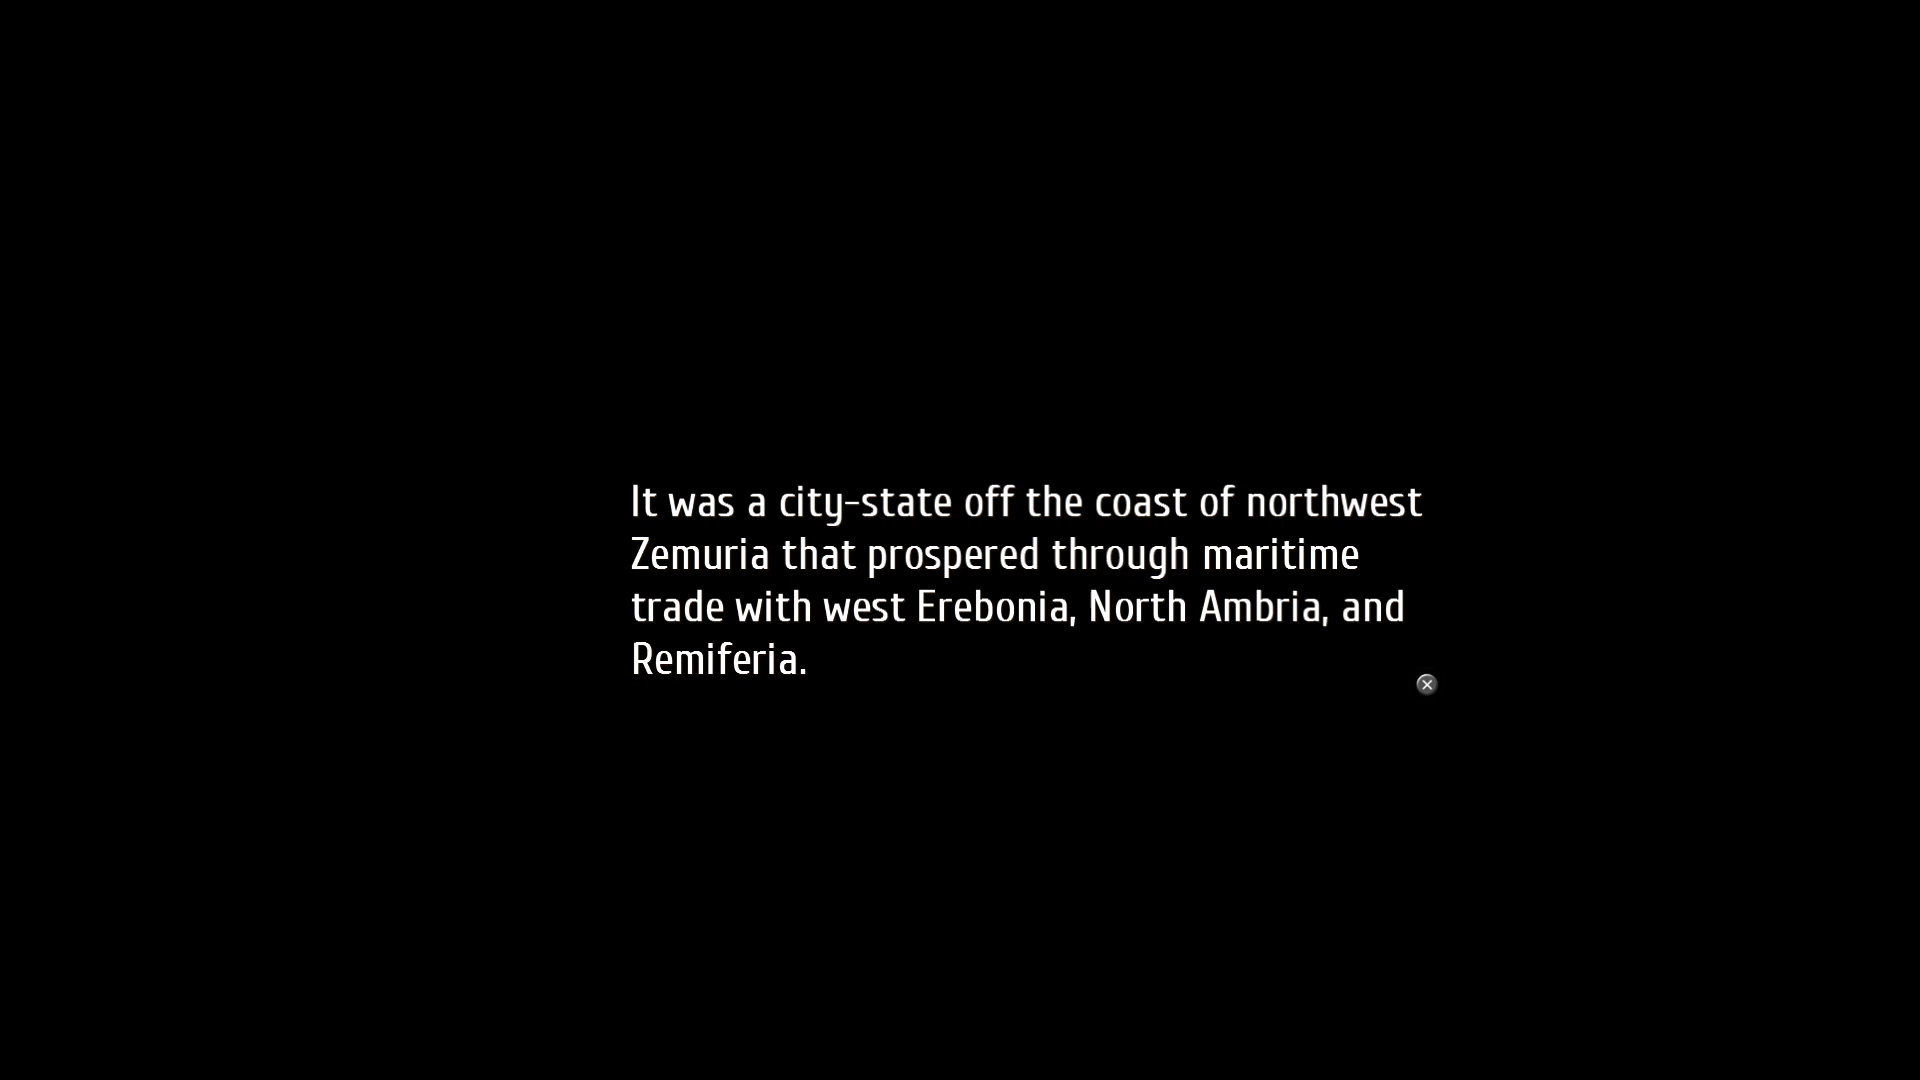 It was a city-state off the coast of northwest
Zemuria that prospered through maritime
trade with west Erebonia, North Ambria, and
Remiferia.